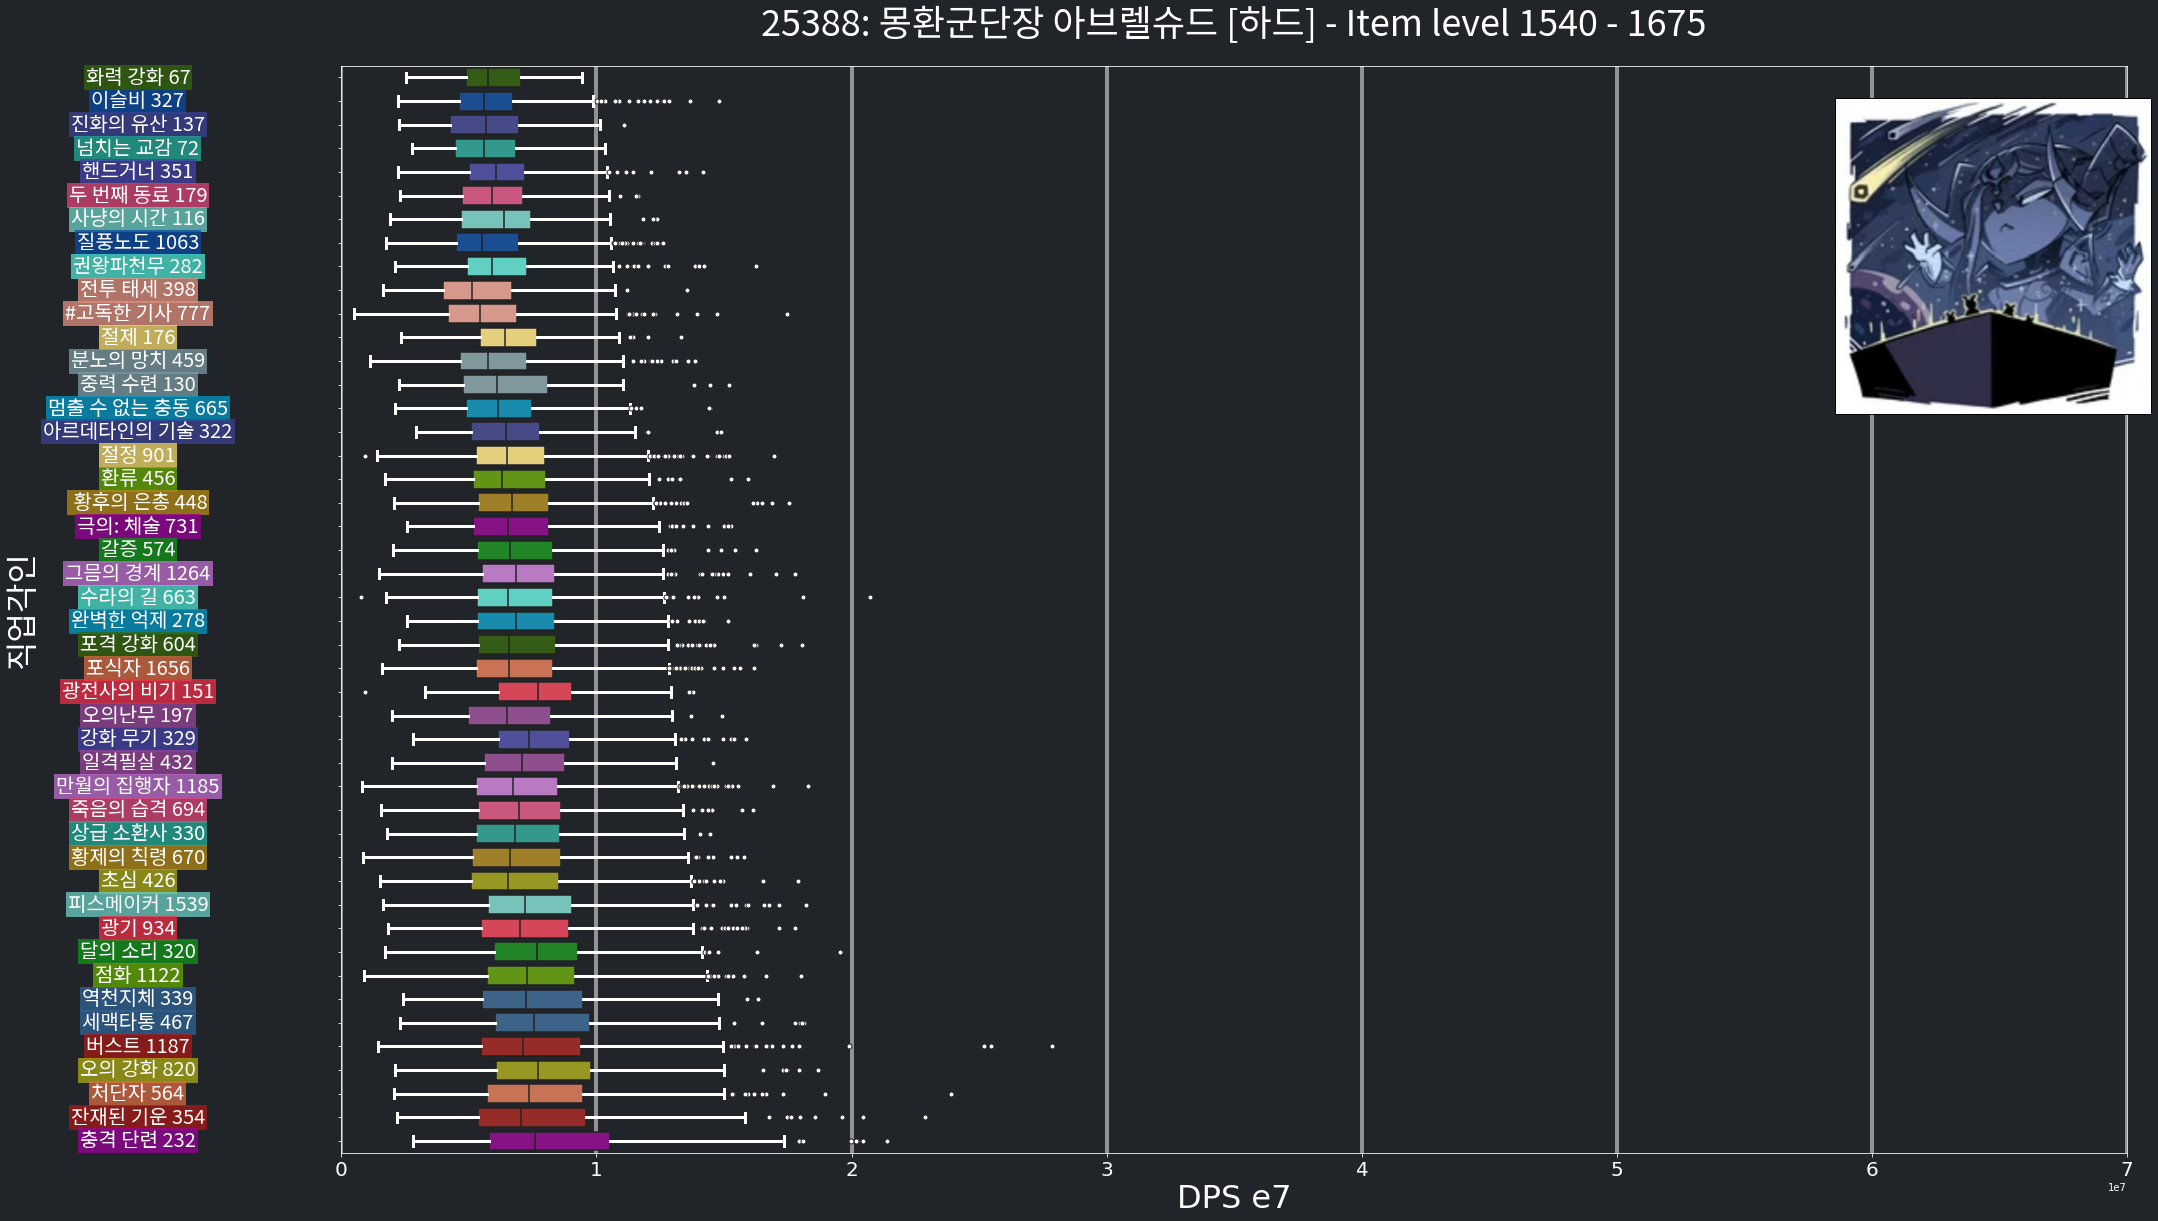 25388: 몽환군단장 아브렐슈드 [하드] - Item level 1540 - 1675
화력 강화 67
이슬비 327
진화의 유산 137
넘치는 교감 72
핸드거너 351
두 번째 동료 179
사냥의 시간 116
질풍노도 1063
권왕파천무 282
전투 태세 398
#고독한 기사 777
절제 176
분노의 망치 459
중력 수련 130
멈출 수 없는 충동 665
아르데타인의 기술 322
절정 901
환류 456
황후의 은총 448
극의: 체술 731
갈증 574
그믐의 경계 1264
수라의 길 663
완벽한 억제 278
포격 강화 604
포식자 1656
광전사의 비기 151
오의난무 197
강화 무기 329
일격필살 432
만월의 집행자 1185
죽음의 습격 694
상급 소환사 330
황제의 칙령 670
초심 426
피스메이커 1539
광기 934
달의 소리 320
점화 1122
역천지체 339
세맥타통 467
버스트 1187
오의 강화 820
처단자 564
잔재된 기운 354
충격 단련 232
직업각인
0 1 2 3 4 5 6 7
1e7
DPS e7